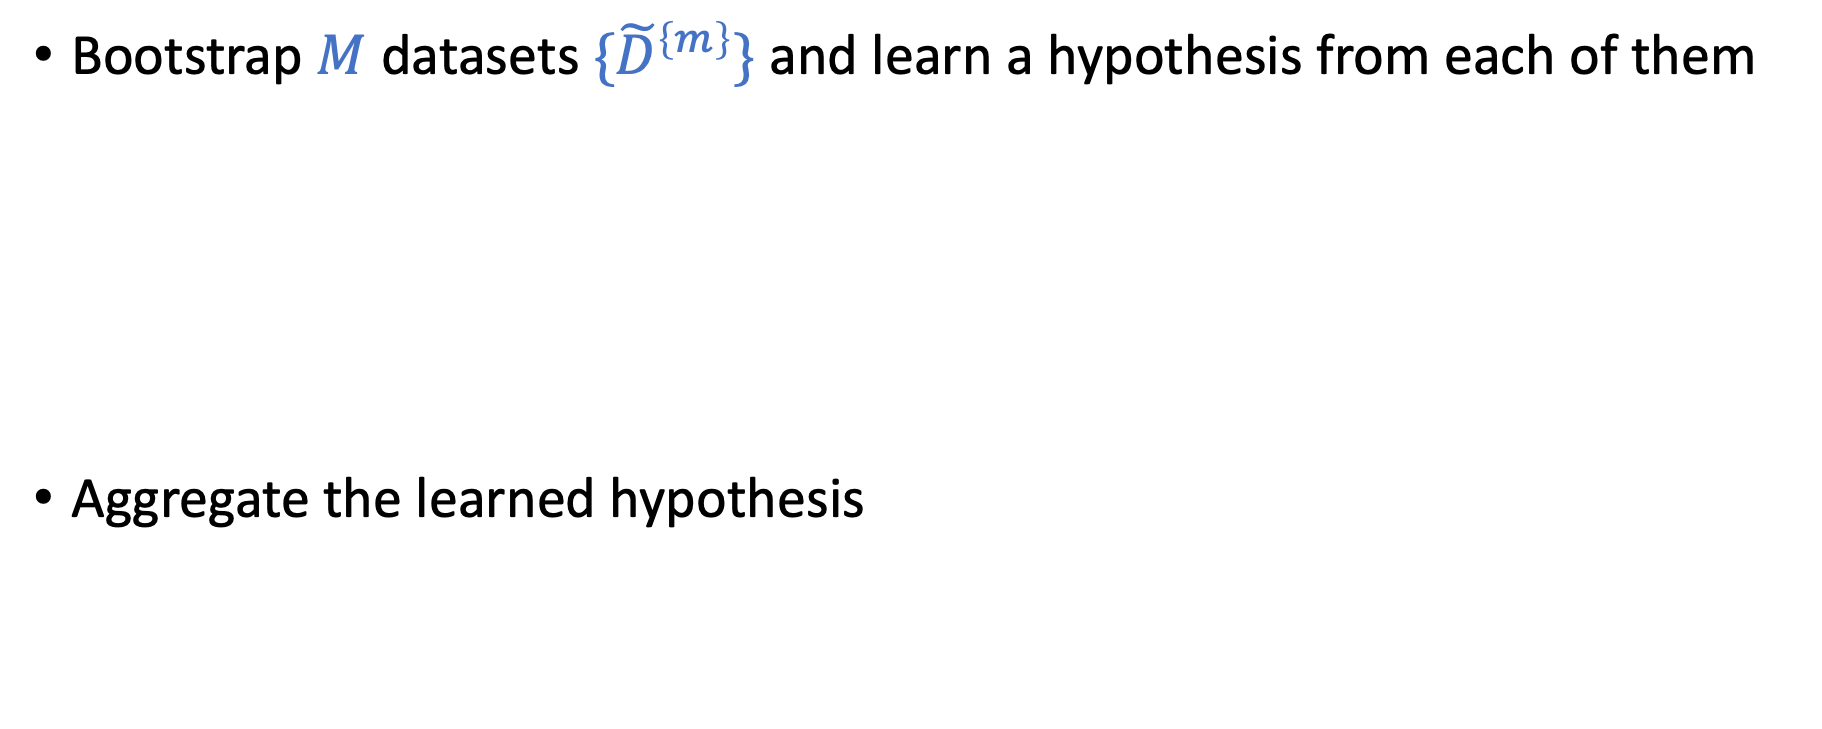 • Bootstrap M datasets {D̃^{m}} and learn a hypothesis from each of them
• Aggregate the learned hypothesis